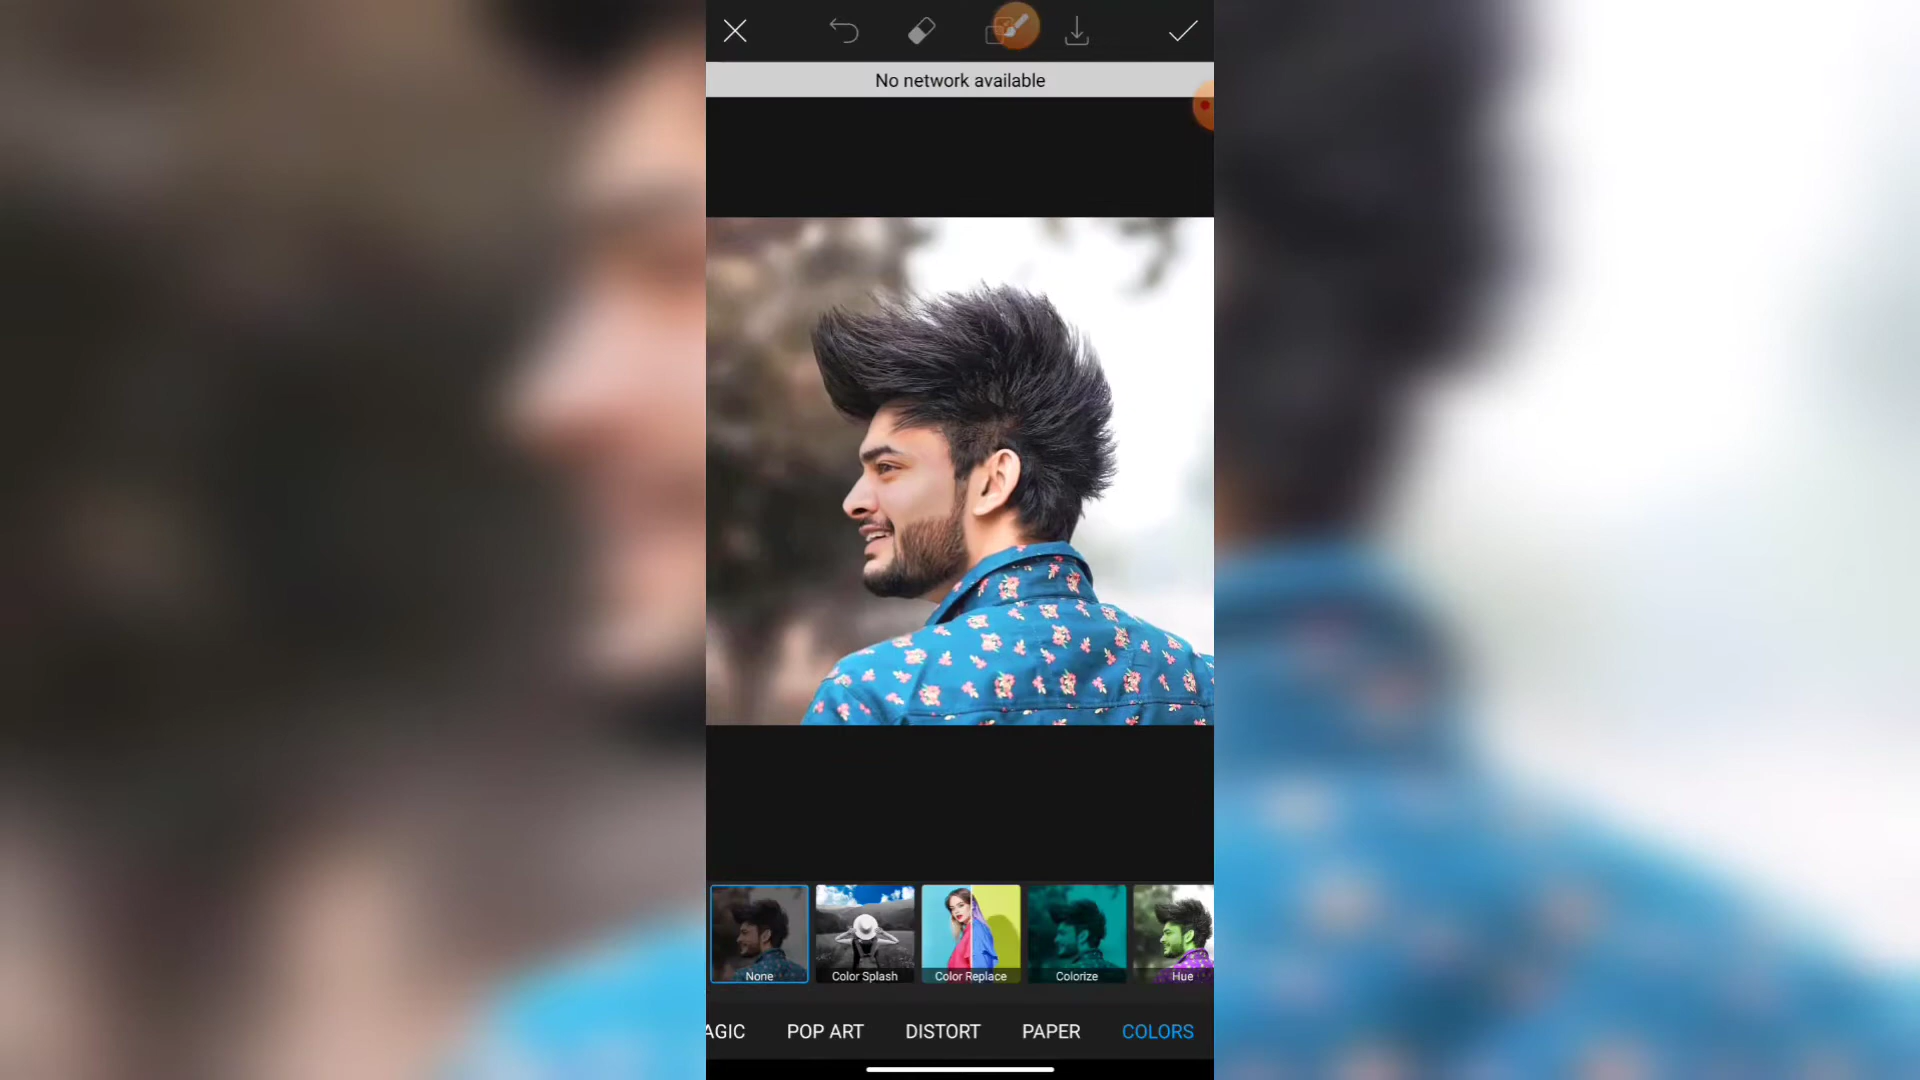 No network available
None
Color Splash
Color Replace
Colorize
Hue
AGIC
POP ART
DISTORT
PAPER
COLORS